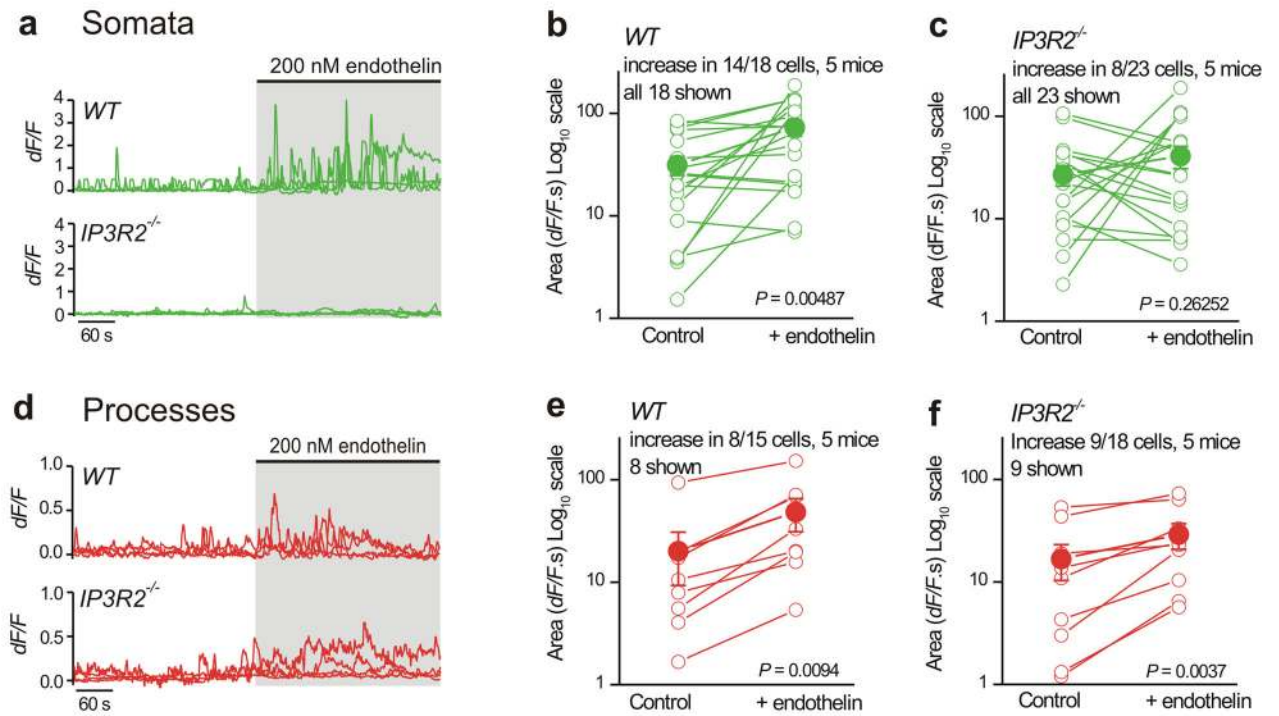 a Somata
200 nM endothelin
4
WT
3
dF/F
2
1
0
4
IP3R2-/-
3
dF/F
2
1
0
60 s
b
WT
increase in 14/18 cells, 5 mice
all 18 shown
100
Area (dF/F.s) Log10 scale
10
P = 0.00487
1
Control + endothelin
c
IP3R2-/-
increase in 8/23 cells, 5 mice
all 23 shown
100
Area (dF/F.s) Log10 scale
10
P = 0.26252
1
Control + endothelin
d Processes
200 nM endothelin
1.0
WT
dF/F
0.5
0.0
1.0
IP3R2-/-
dF/F
0.5
0.0
60 s
e
WT
increase in 8/15 cells, 5 mice
8 shown
100
Area (dF/F.s) Log10 scale
10
P = 0.0094
1
Control + endothelin
f
IP3R2-/-
Increase 9/18 cells, 5 mice
9 shown
100
Area (dF/F.s) Log10 scale
10
P = 0.0037
1
Control + endothelin